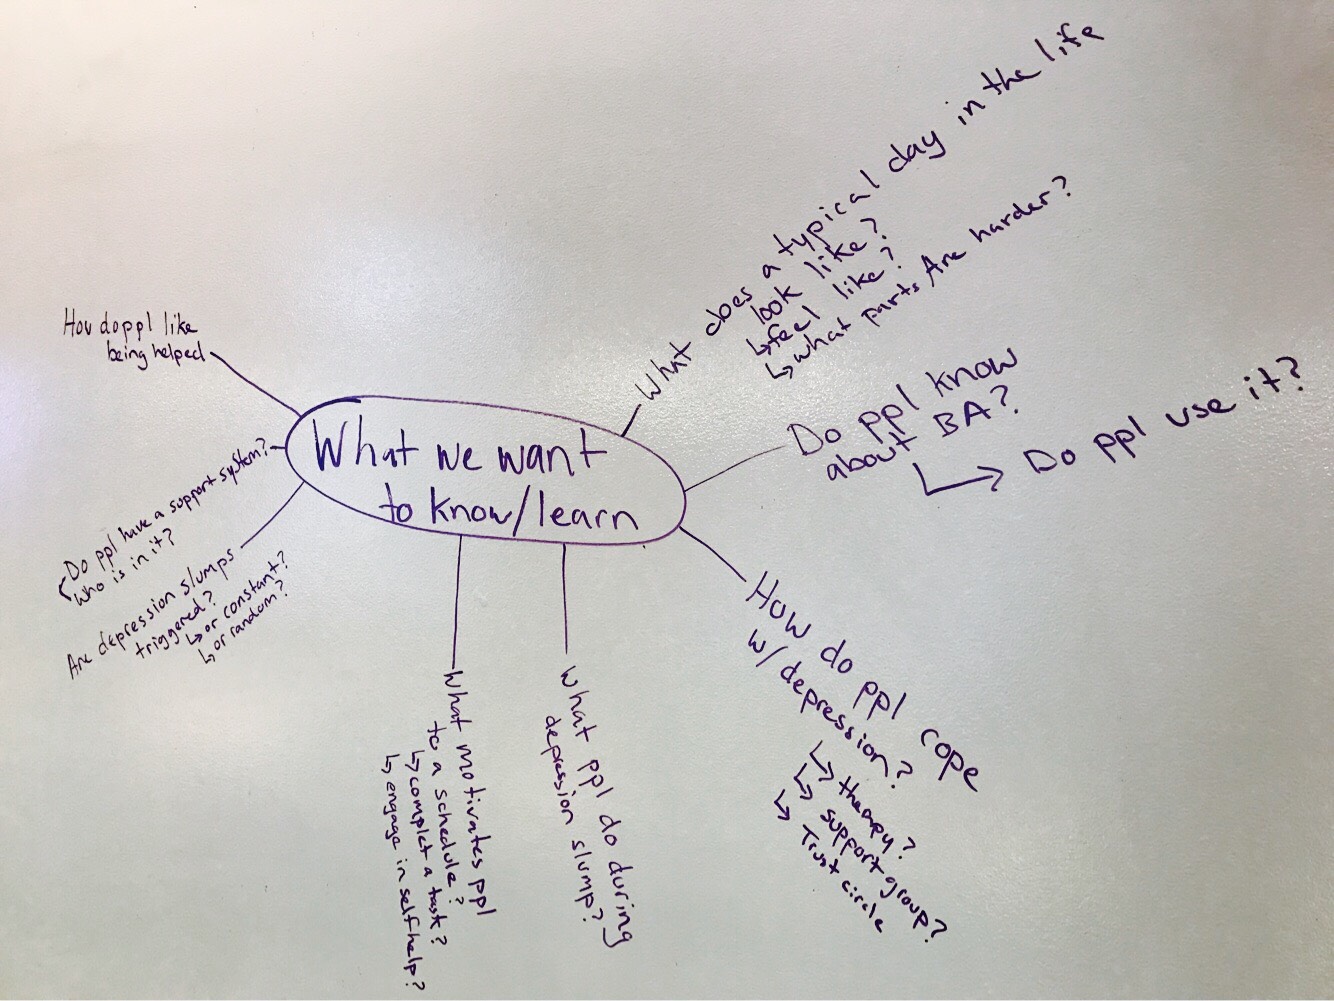 What we want
to know/learn
What does a typical day in the life
look like?
↳ feel like?
↳ what parts Are harder?
Do ppl know
about BA?
→ Do ppl use it?
How do ppl cope
w/ depression?
↳ therapy?
↳ support group?
↳ Trust circle
What ppl do during
depression slump?
What motivates ppl
to a schedule?
↳ complet a task?
↳ engage in self help?
Are depression slumps
triggered?
↳ or constant?
↳ or random?
Do ppl have a support system?
Who is in it?
How do ppl like
being helped